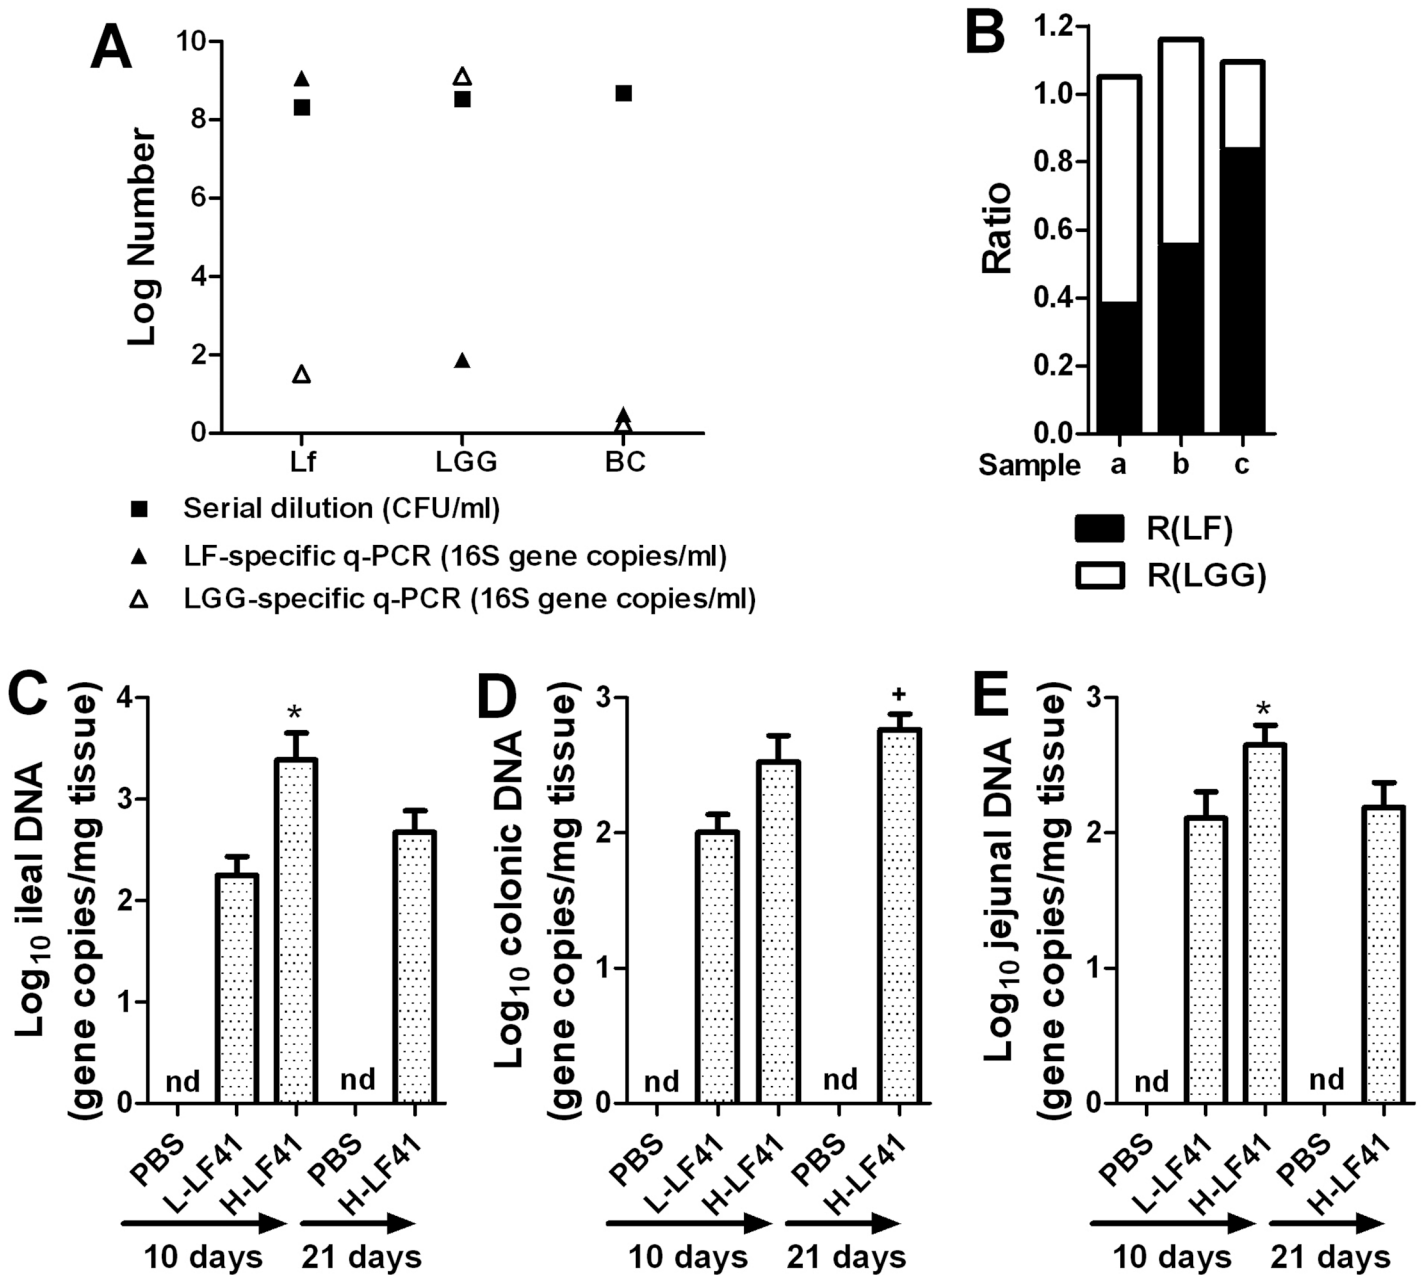 A
Log Number
10
8
6
4
2
0
Lf LGG BC
Serial dilution (CFU/ml)
LF-specific q-PCR (16S gene copies/ml)
LGG-specific q-PCR (16S gene copies/ml)
B
Ratio
1.2
1.0
0.8
0.6
0.4
0.2
0.0
Sample a b c
R(LF)
R(LGG)
C
Log10 ileal DNA
(gene copies/mg tissue)
4
3
2
1
0
*
nd nd
PBS L-LF41 H-LF41 PBS H-LF41
10 days 21 days
D
Log10 colonic DNA
(gene copies/mg tissue)
3
2
1
0
+
nd nd
PBS L-LF41 H-LF41 PBS H-LF41
10 days 21 days
E
Log10 jejunal DNA
(gene copies/mg tissue)
3
2
1
0
*
nd nd
PBS L-LF41 H-LF41 PBS H-LF41
10 days 21 days